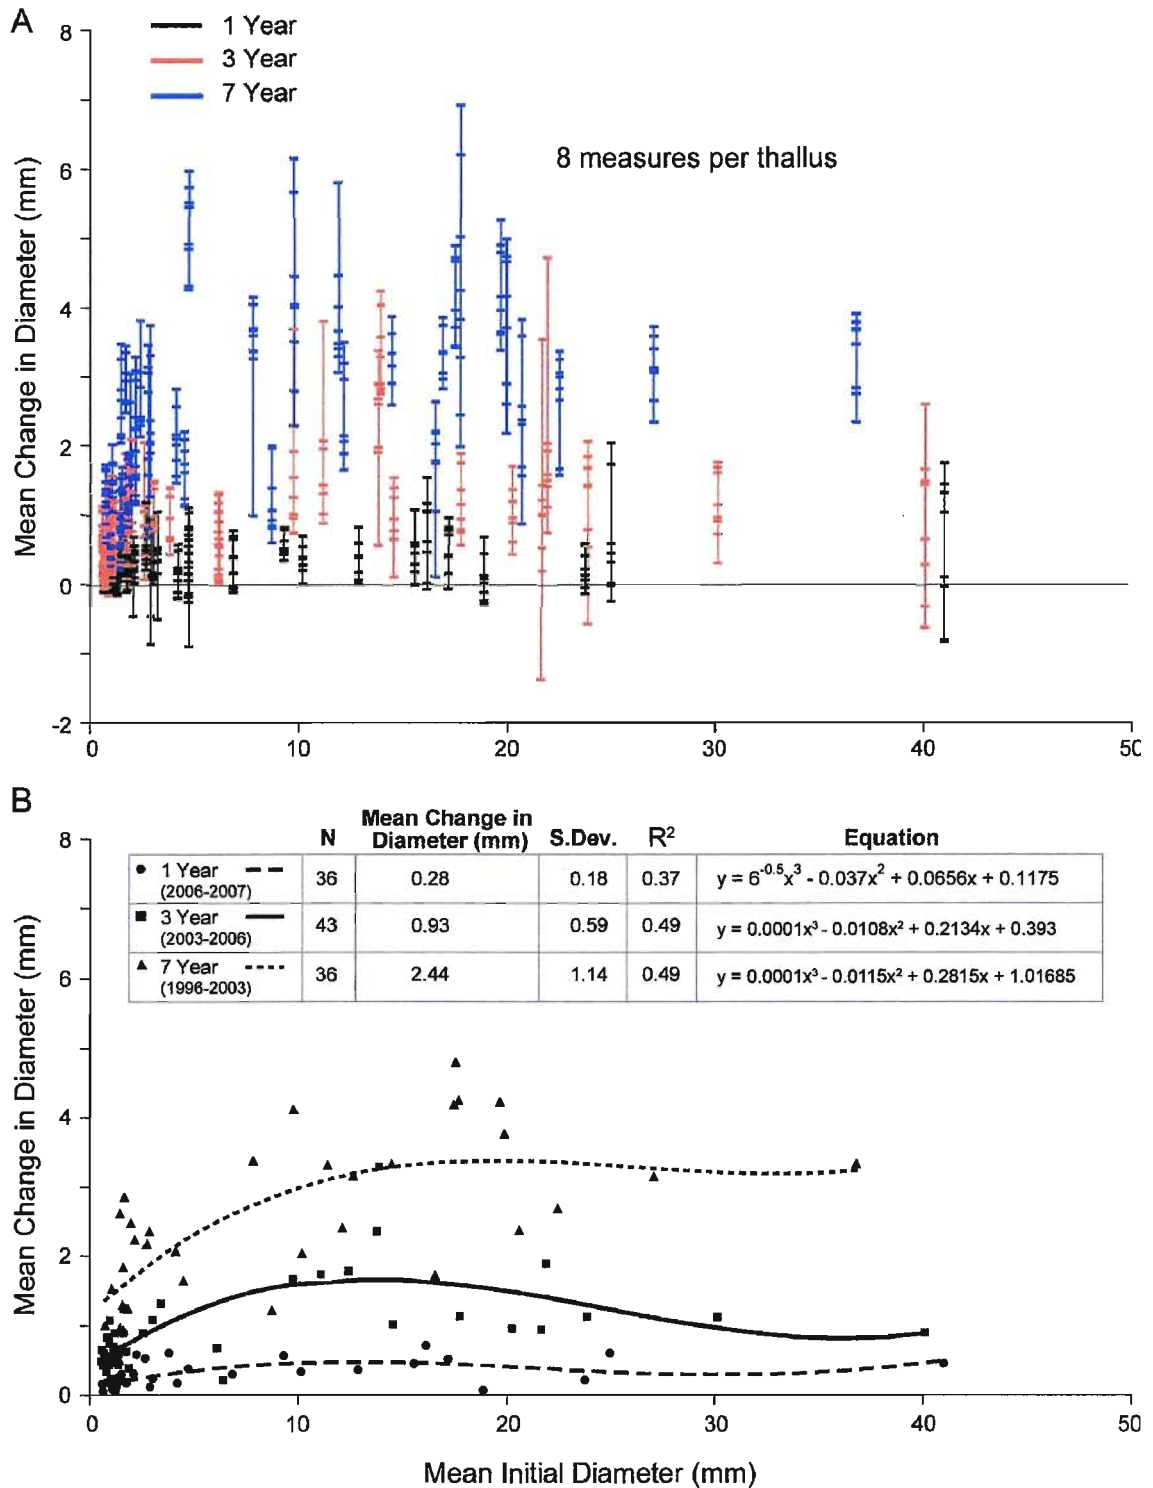 A
1 Year
3 Year
7 Year
8 measures per thallus
Mean Change in Diameter (mm)
8
6
4
2
0
-2
0 10 20 30 40 50
B
Mean Change in
N Diameter (mm) S.Dev. R² Equation
1 Year
(2006-2007)
36 0.28 0.18 0.37 y = 6^-0.5x³ - 0.037x² + 0.0656x + 0.1175
3 Year
(2003-2006)
43 0.93 0.59 0.49 y = 0.0001x³ - 0.0108x² + 0.2134x + 0.393
7 Year
(1996-2003)
36 2.44 1.14 0.49 y = 0.0001x³ - 0.0115x² + 0.2815x + 1.01685
Mean Change in Diameter (mm)
8
6
4
2
0
0 10 20 30 40 50
Mean Initial Diameter (mm)